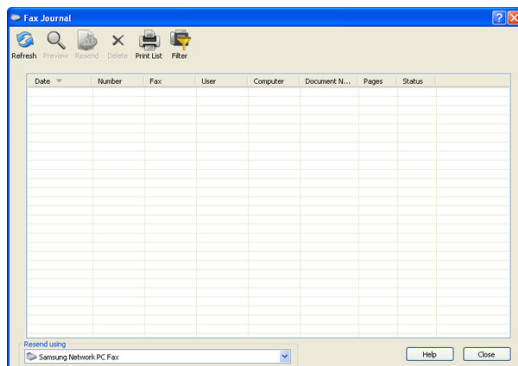 Fax Journal
Refresh Preview Resend Delete Print List Filter
Date Number Fax User Computer Document N... Pages Status
Resend using
Samsung Network PC Fax
Help Close